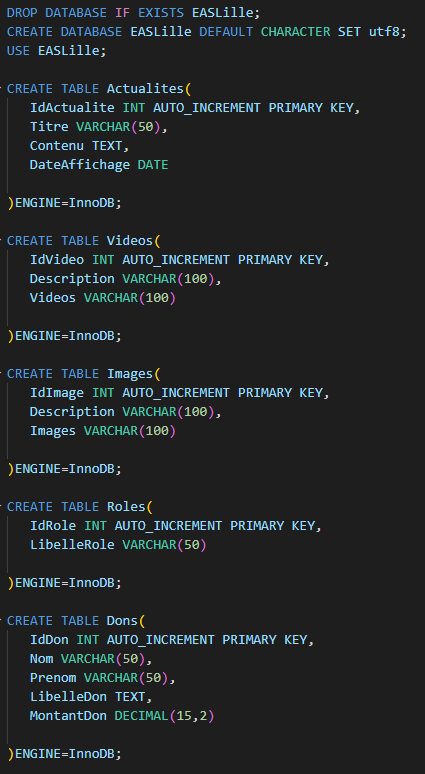 DROP DATABASE IF EXISTS EASLille;
CREATE DATABASE EASLille DEFAULT CHARACTER SET utf8;
USE EASLille;
CREATE TABLE Actualites(
IdActualite INT AUTO_INCREMENT PRIMARY KEY,
Titre VARCHAR(50),
Contenu TEXT,
DateAffichage DATE
)ENGINE=InnoDB;
CREATE TABLE Videos(
IdVideo INT AUTO_INCREMENT PRIMARY KEY,
Description VARCHAR(100),
Videos VARCHAR(100)
)ENGINE=InnoDB;
CREATE TABLE Images(
IdImage INT AUTO_INCREMENT PRIMARY KEY,
Description VARCHAR(100),
Images VARCHAR(100)
)ENGINE=InnoDB;
CREATE TABLE Roles(
IdRole INT AUTO_INCREMENT PRIMARY KEY,
LibelleRole VARCHAR(50)
)ENGINE=InnoDB;
CREATE TABLE Dons(
IdDon INT AUTO_INCREMENT PRIMARY KEY,
Nom VARCHAR(50),
Prenom VARCHAR(50),
LibelleDon TEXT,
MontantDon DECIMAL(15,2)
)ENGINE=InnoDB;